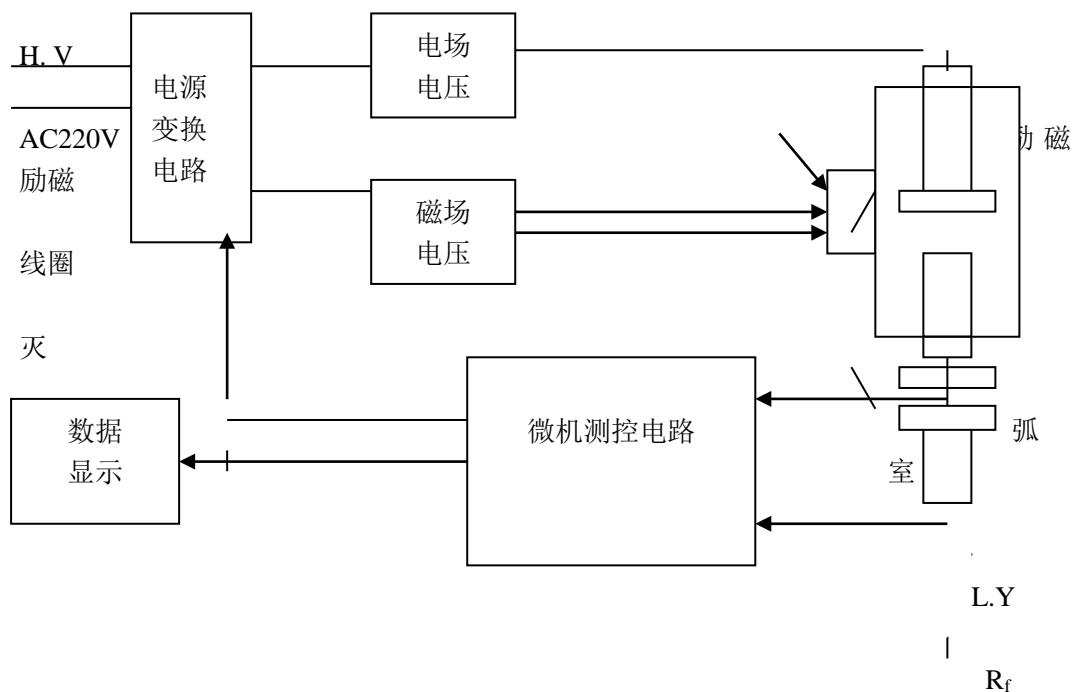 H. V
AC220V
励磁
线圈
灭
电源
变换
电路
电场
电压
磁场
电压
励 磁
数据
显示
微机测控电路
弧
室
L.Y
Rf